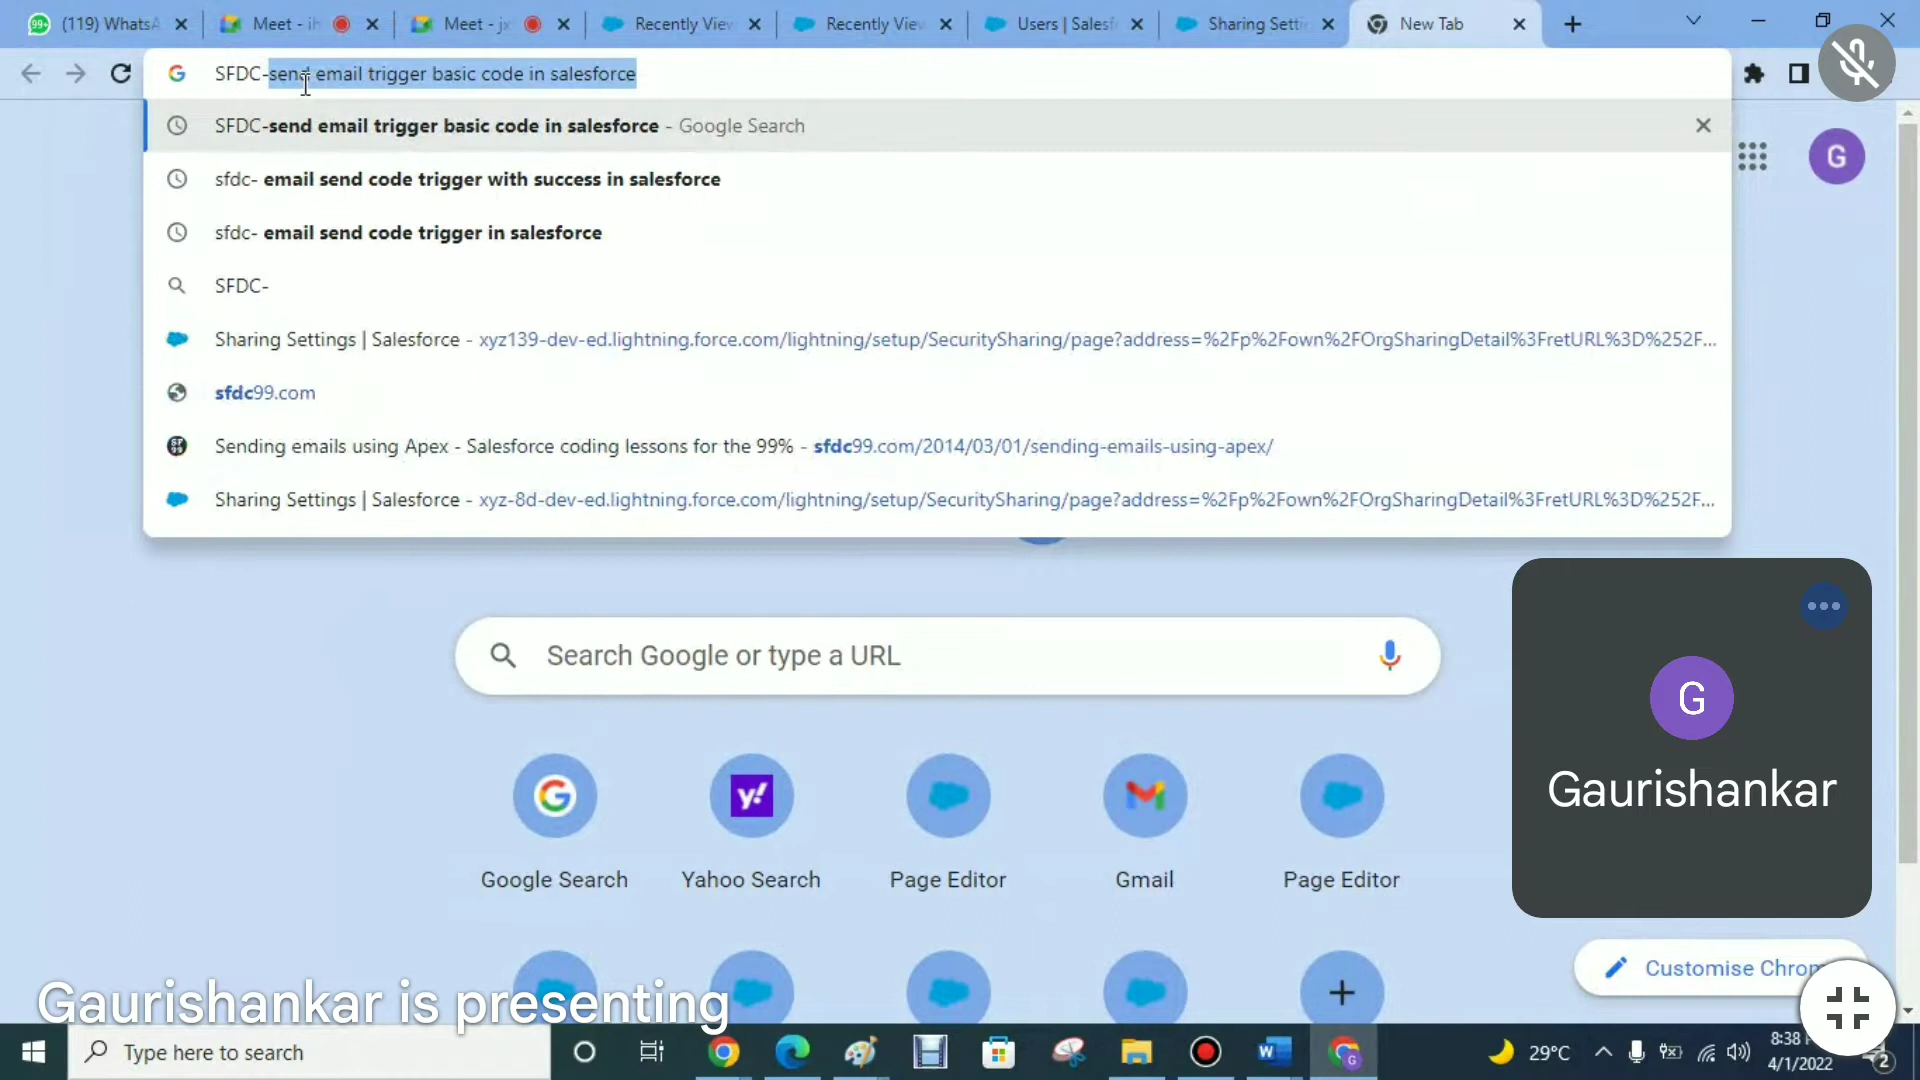 (119) WhatsA
Meet - ih
Meet - jx
Recently View
Recently View
Users | Salesf
Sharing Settin
New Tab
SFDC-send email trigger basic code in salesforce
SFDC-send email trigger basic code in salesforce - Google Search
sfdc- email send code trigger with success in salesforce
sfdc- email send code trigger in salesforce
SFDC-
Sharing Settings | Salesforce - xyz139-dev-ed.lightning.force.com/lightning/setup/SecuritySharing/page?address=%2Fp%2Fown%2FOrgSharingDetail%3FretURL%3D%252F...
sfdc99.com
Sending emails using Apex - Salesforce coding lessons for the 99% - sfdc99.com/2014/03/01/sending-emails-using-apex/
Sharing Settings | Salesforce - xyz-8d-dev-ed.lightning.force.com/lightning/setup/SecuritySharing/page?address=%2Fp%2Fown%2FOrgSharingDetail%3FretURL%3D%252F...
G
Search Google or type a URL
G
Gaurishankar
Google Search
Yahoo Search
Page Editor
Gmail
Page Editor
Customise Chrom
Gaurishankar is presenting
Type here to search
29°C
8:38
4/1/2022
2